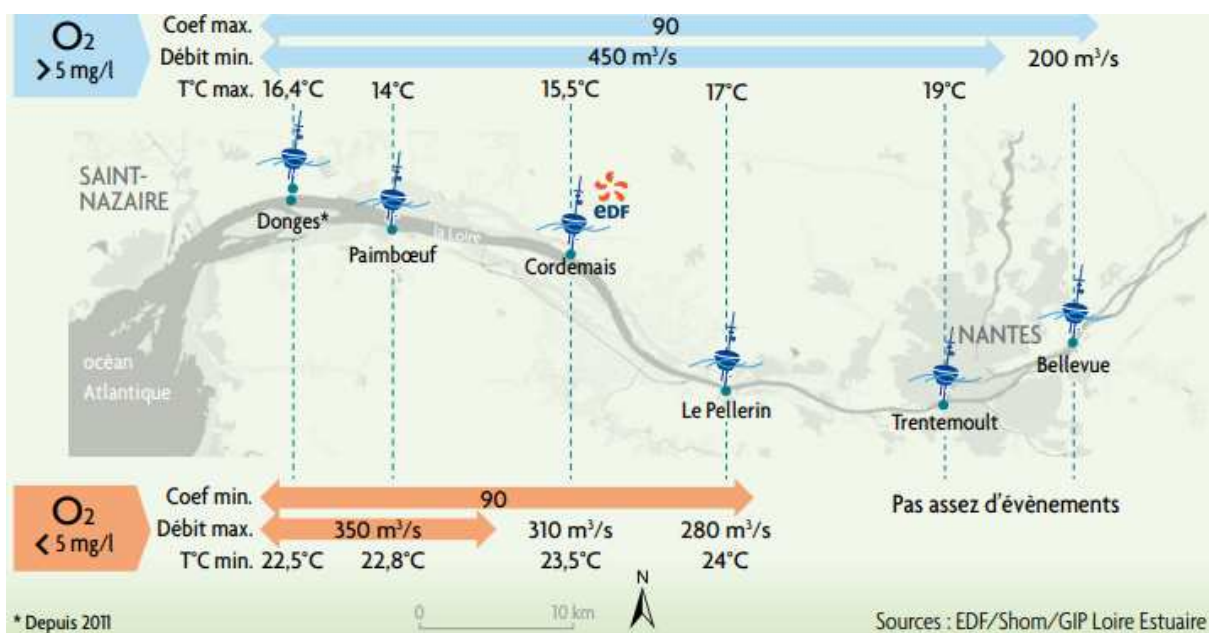 O2
> 5 mg/l
Coef max. 90
Débit min. 450 m³/s 200 m³/s
T°C max. 16,4°C 14°C 15,5°C 17°C 19°C
SAINT-
NAZAIRE
eDF
Donges*
la Loire
Paimbœuf
Cordemais
NANTES
Bellevue
océan
Atlantique
Le Pellerin
Trentemoult
O2
< 5 mg/l
Coef min. 90
Débit max. 350 m³/s 310 m³/s 280 m³/s
T°C min. 22,5°C 22,8°C 23,5°C 24°C
Pas assez d'évènements
N
0 10 km
* Depuis 2011
Sources : EDF/Shom/GIP Loire Estuaire